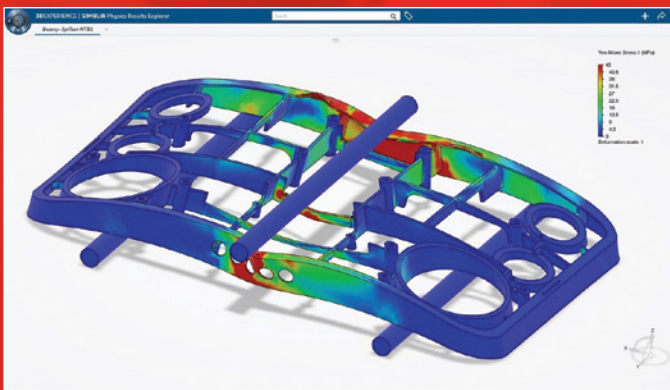 3DEXPERIENCE | SIMULIA Physics Results Explorer
Search
Von Mises Stress.1 (MPa)
45
40.5
36
31.5
27
22.5
18
13.5
9
4.5
0
Deformation scale: 1
Z
X
Y